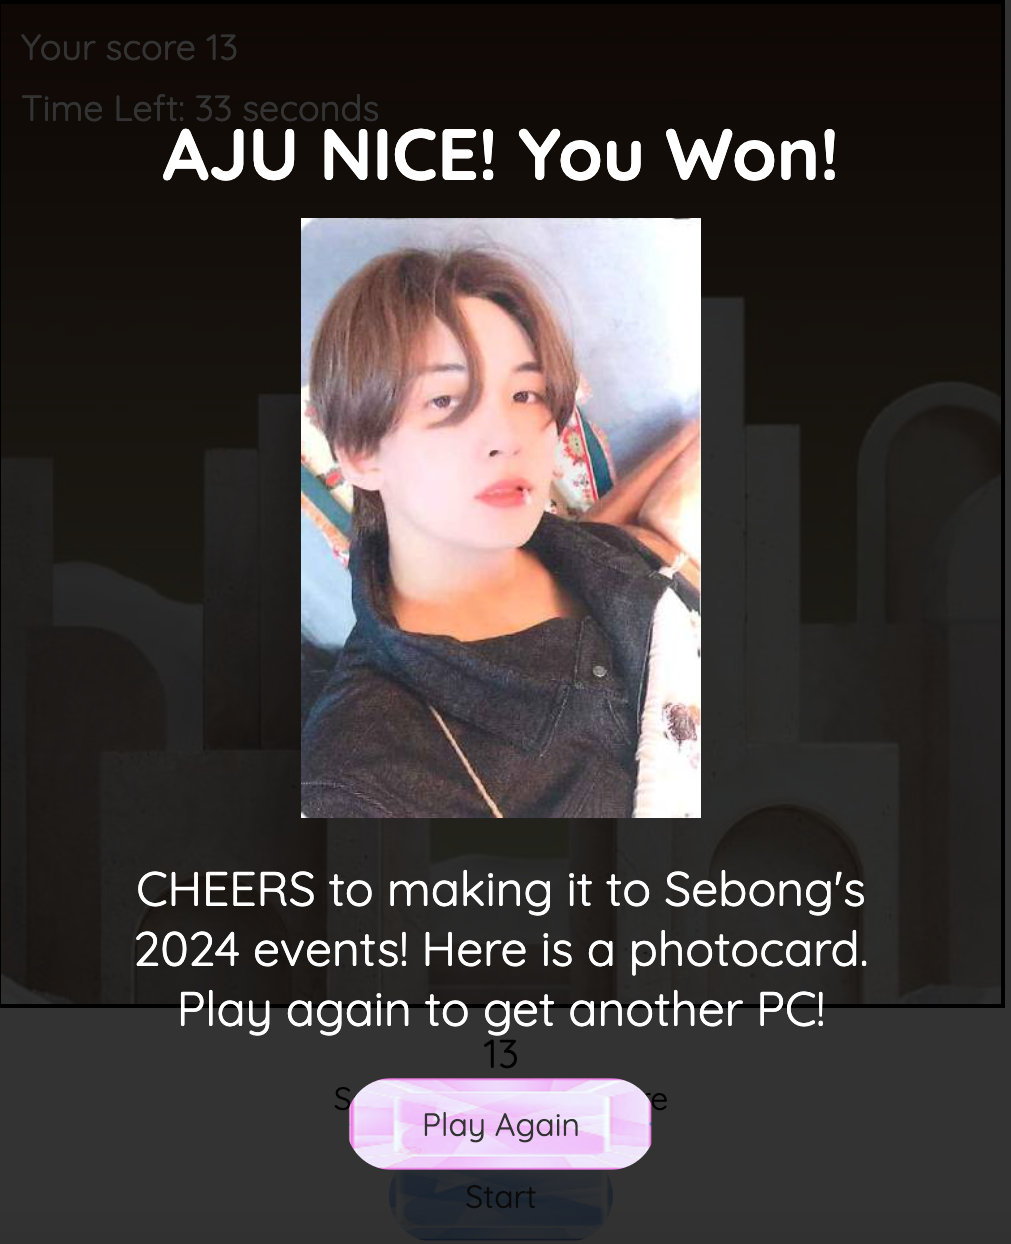 Your score 13
Time Left: 33 seconds
AJU NICE! You Won!
CHEERS to making it to Sebong's
2024 events! Here is a photocard.
Play again to get another PC!
13
Play Again
Start